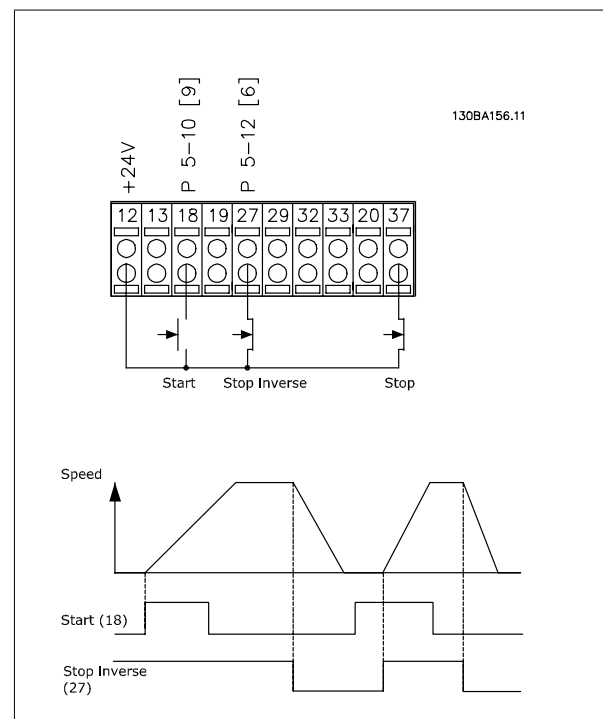 130BA156.11
+24V
P 5-10 [9]
P 5-12 [6]
12 13 18 19 27 29 32 33 20 37
Start Stop Inverse Stop
Speed
Start (18)
Stop Inverse
(27)